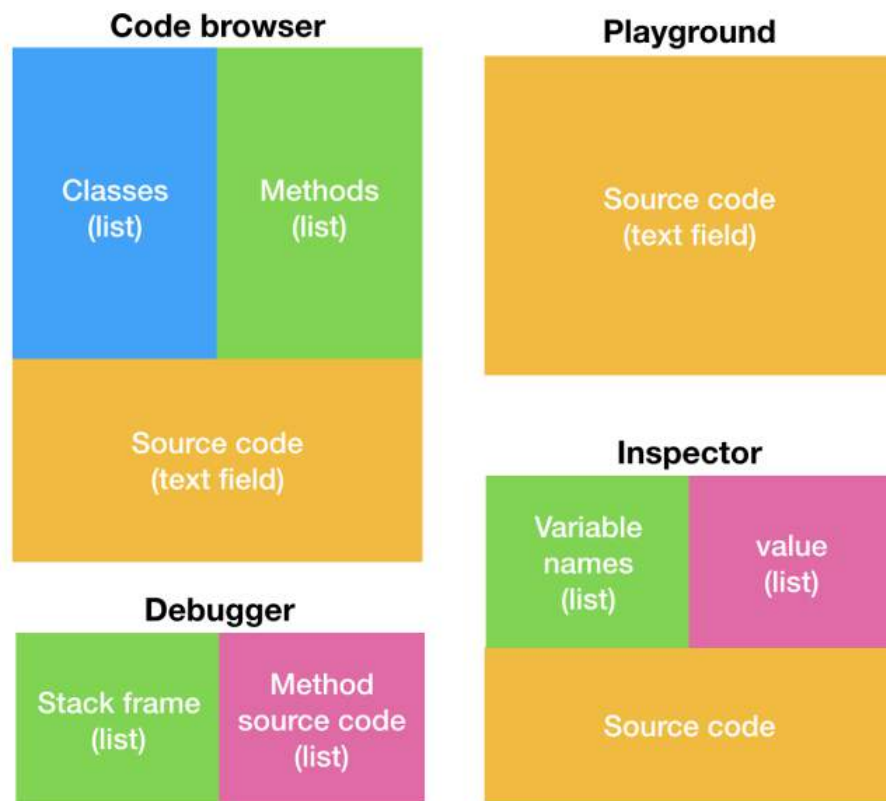 Code browser
Classes
(list)
Methods
(list)
Source code
(text field)
Playground
Source code
(text field)
Debugger
Stack frame
(list)
Method
source code
(list)
Inspector
Variable
names
(list)
value
(list)
Source code